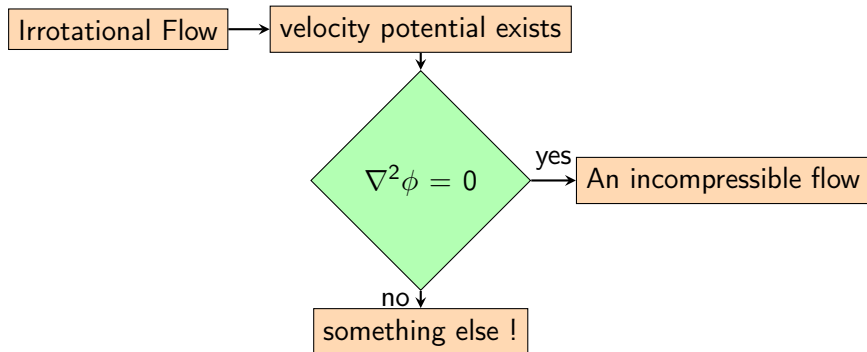 Irrotational Flow
velocity potential exists
∇²ϕ = 0
yes
An incompressible flow
no
something else !